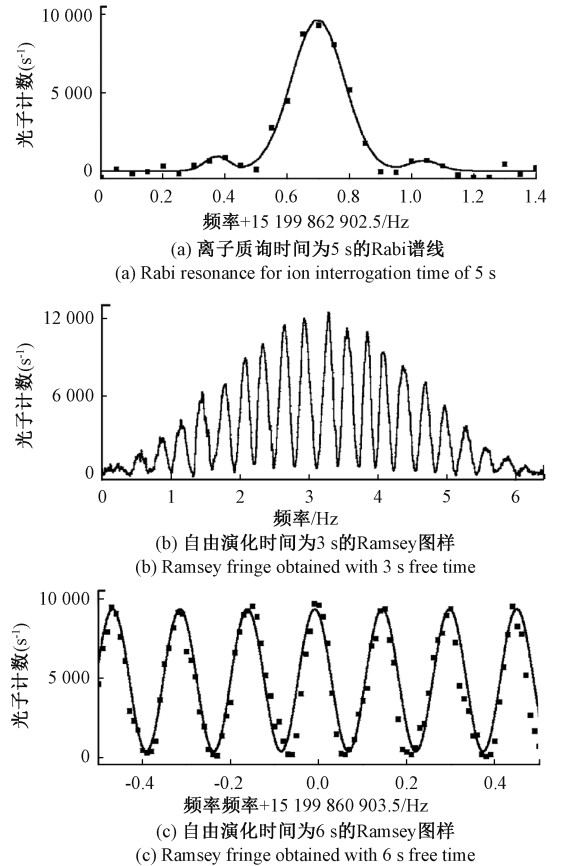 10 000
5 000
0
光子计数(s-1)
0 0.2 0.4 0.6 0.8 1.0 1.2 1.4
频率+15 199 862 902.5/Hz
(a) 离子质询时间为5 s的Rabi谱线
(a) Rabi resonance for ion interrogation time of 5 s
12 000
6 000
0
光子计数(s-1)
0 1 2 3 4 5 6
频率/Hz
(b) 自由演化时间为3 s的Ramsey图样
(b) Ramsey fringe obtained with 3 s free time
10 000
5 000
0
光子计数(s-1)
-0.4 -0.2 0.0 0.2 0.4
频率频率+15 199 860 903.5/Hz
(c) 自由演化时间为6 s的Ramsey图样
(c) Ramsey fringe obtained with 6 s free time